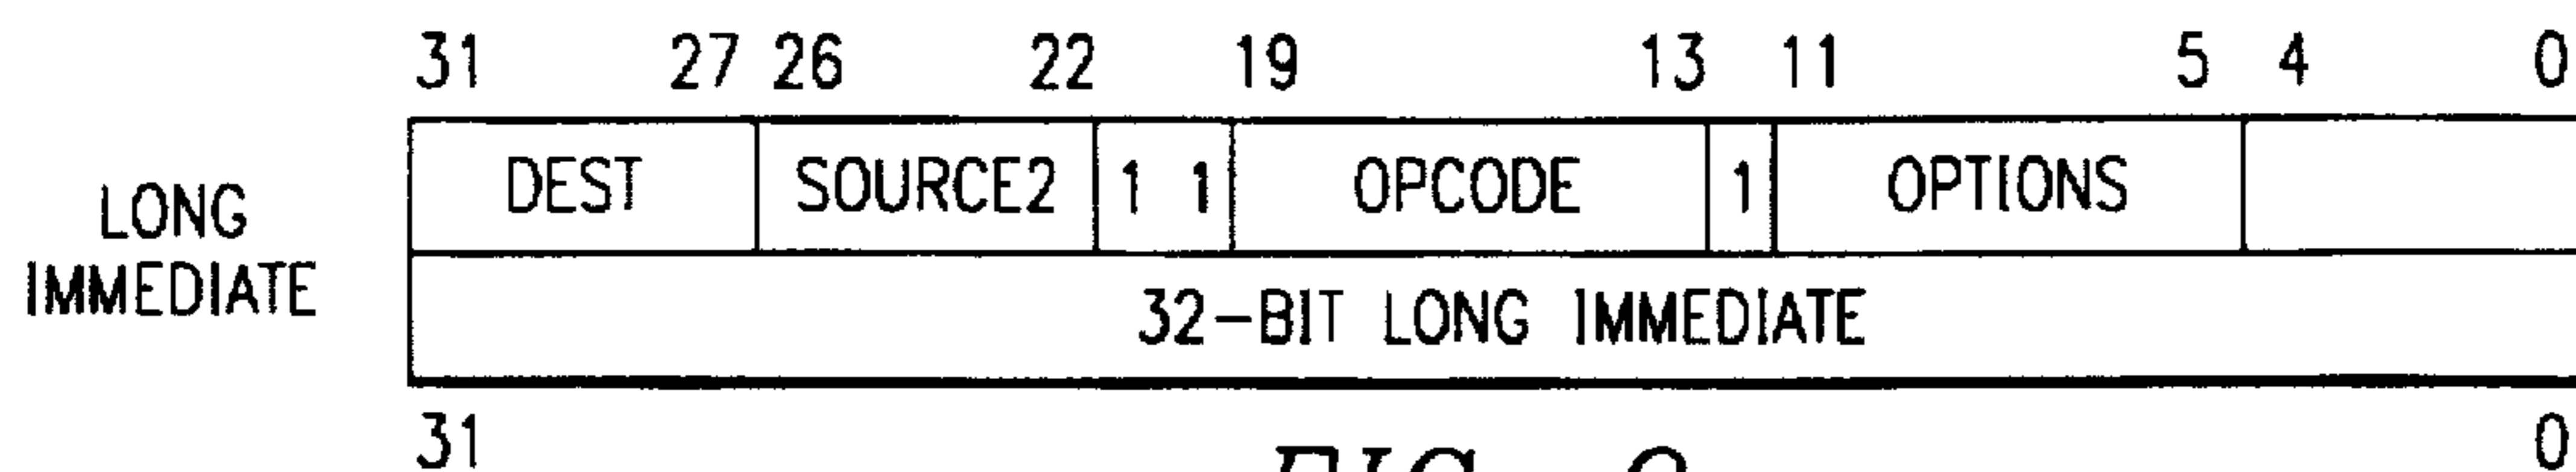 31 27 26 22 19 13 11 5 4 0
DEST SOURCE2 1 1 OPCODE 1 OPTIONS
LONG
IMMEDIATE
32-BIT LONG IMMEDIATE
31 0